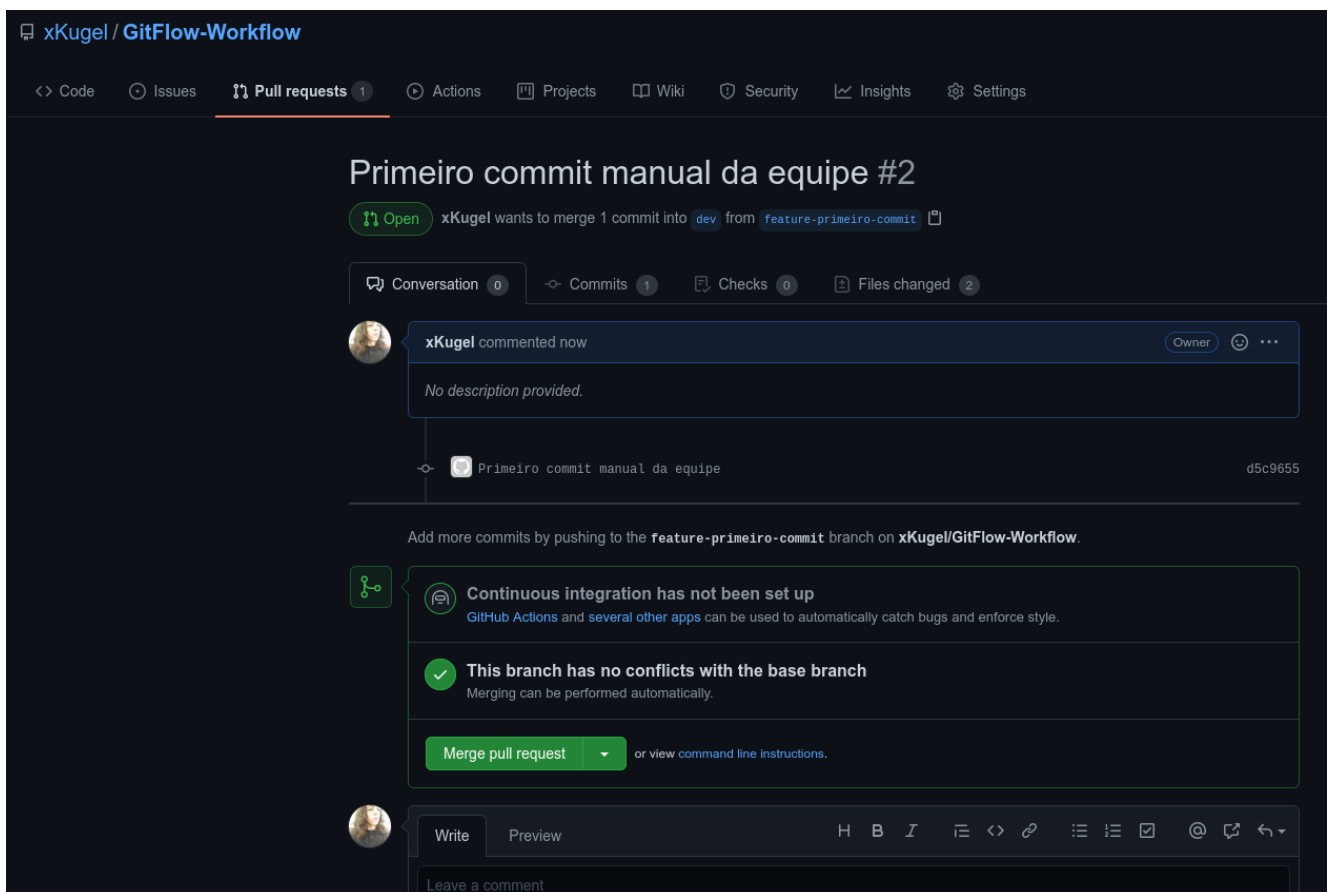 xKugel / GitFlow-Workflow
Code Issues Pull requests 1 Actions Projects Wiki Security Insights Settings
Primeiro commit manual da equipe #2
Open xKugel wants to merge 1 commit into dev from feature-primeiro-commit
Conversation 0 Commits 1 Checks 0 Files changed 2
xKugel commented now Owner
No description provided.
Primeiro commit manual da equipe d5c9655
Add more commits by pushing to the feature-primeiro-commit branch on xKugel/GitFlow-Workflow.
Continuous integration has not been set up
GitHub Actions and several other apps can be used to automatically catch bugs and enforce style.
This branch has no conflicts with the base branch
Merging can be performed automatically.
Merge pull request or view command line instructions.
Write Preview
Leave a comment